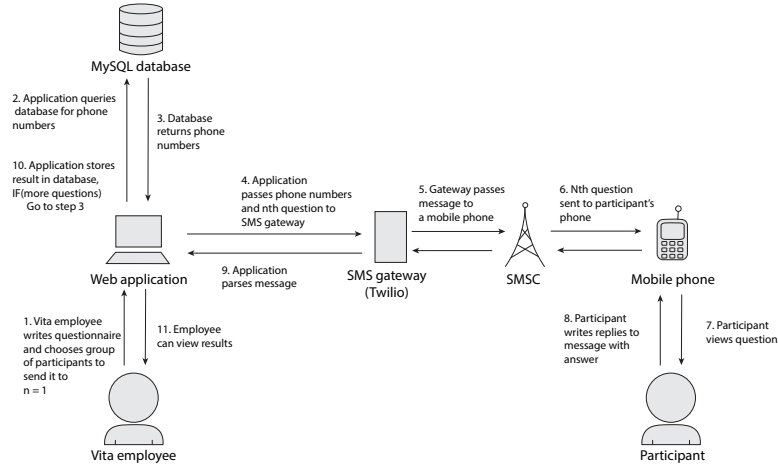 MySQL database
2. Application queries
database for phone
numbers
3. Database
returns phone
numbers
10. Application stores
result in database,
IF(more questions)
Go to step 3
4. Application
passes phone numbers
and nth question to
SMS gateway
5. Gateway passes
message to
a mobile phone
6. Nth question
sent to participant's
phone
Web application
9. Application
parses message
SMS gateway
(Twilio)
SMSC
Mobile phone
1. Vita employee
writes questionnaire
and chooses group
of participants to
send it to
n = 1
11. Employee
can view results
8. Participant
writes replies to
message with
answer
7. Participant
views question
Vita employee
Participant